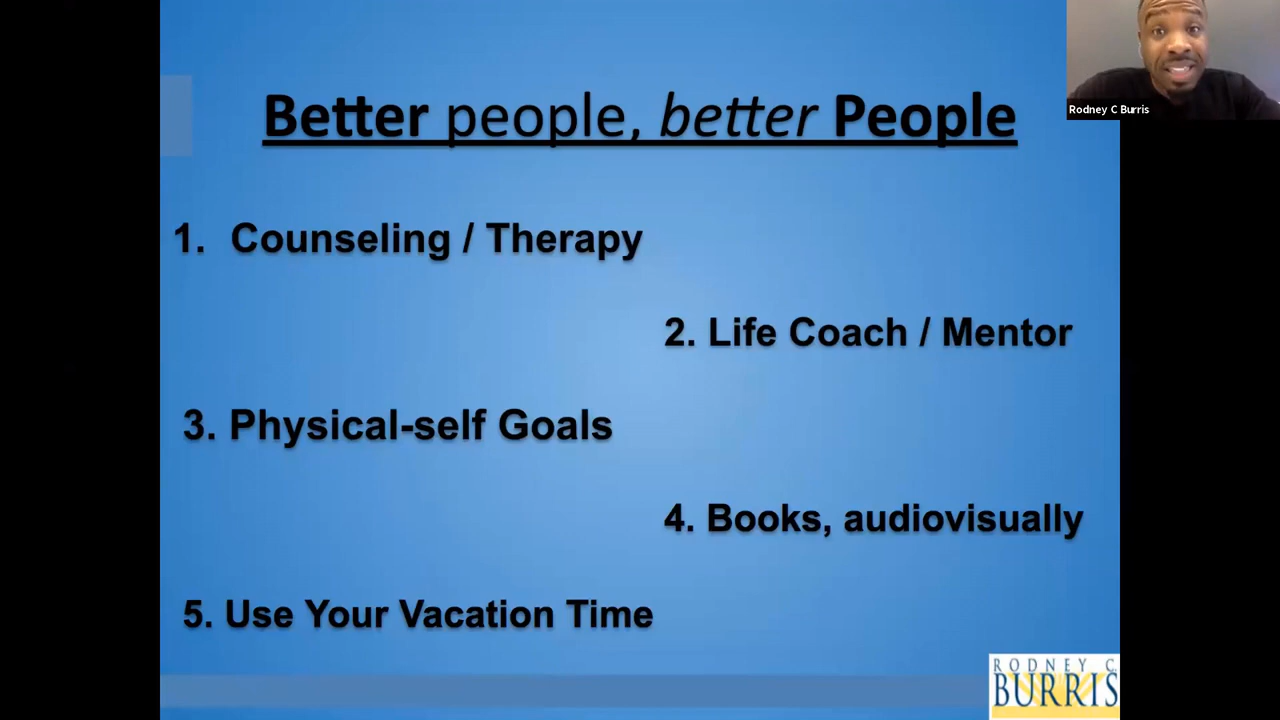 Rodney C Burris
Better people, better People
1. Counseling / Therapy
2. Life Coach / Mentor
3. Physical-self Goals
4. Books, audiovisually
5. Use Your Vacation Time
RODNEY C.
BURRIS